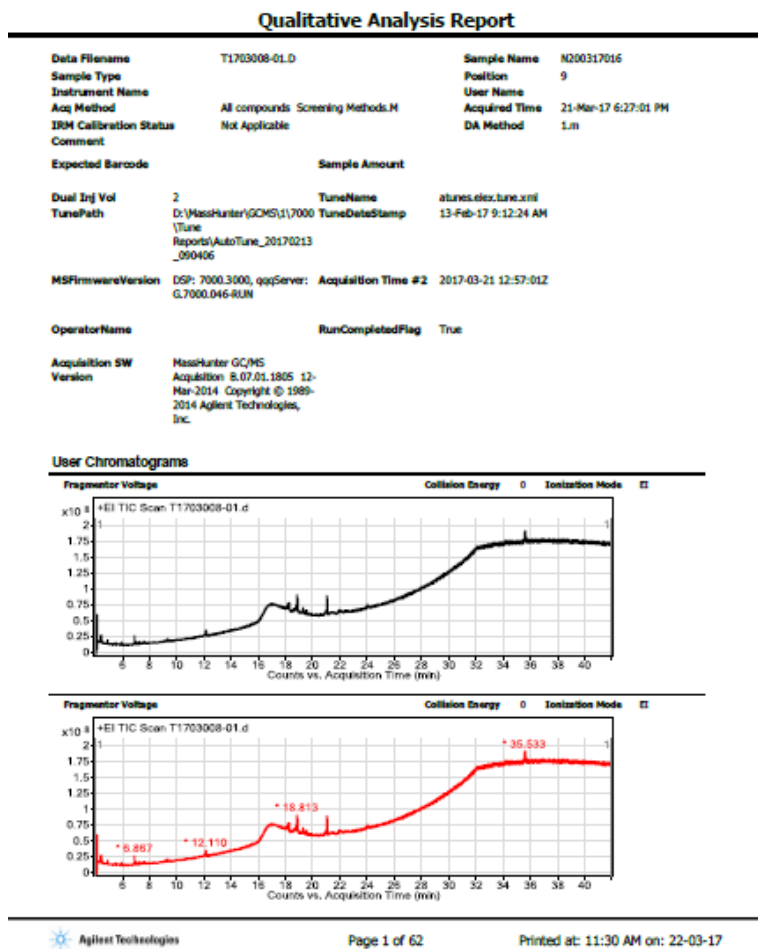 Qualitative Analysis Report
Data Filename T1703008-01.D Sample Name N200317016
Sample Type Position 9
Instrument Name User Name
Acq Method All compounds Screening Methods.M Acquired Time 21-Mar-17 6:27:01 PM
IRM Calibration Status Not Applicable DA Method 1.m
Comment
Expected Barcode Sample Amount
Dual Inj Vol 2 TuneName atunes.eiex.tune.xml
TunePath D:\MassHunter\GCMS\1\7000 TuneDateStamp 13-Feb-17 9:12:24 AM
\Tune
Reports\AutoTune_20170213
_090406
MSFirmwareVersion DSP: 7000.3000, qqqServer: Acquisition Time #2 2017-03-21 12:57:01Z
G.7000.046-RUN
OperatorName RunCompletedFlag True
Acquisition SW MassHunter GC/MS
Version Acquisition B.07.01.1805 12-
Mar-2014 Copyright © 1989-
2014 Agilent Technologies,
Inc.
User Chromatograms
Fragmentor Voltage Collision Energy 0 Ionization Mode EI
x10 8 +EI TIC Scan T1703008-01.d
2 1 1
1.75
1.5
1.25
1
0.75
0.5
0.25
0
6 8 10 12 14 16 18 20 22 24 26 28 30 32 34 36 38 40
Counts vs. Acquisition Time (min)
Fragmentor Voltage Collision Energy 0 Ionization Mode EI
x10 8 +EI TIC Scan T1703008-01.d
2 1 * 35.533 1
1.75
1.5
1.25
1 * 18.813
0.75
0.5 * 6.867 * 12.110
0.25
0
6 8 10 12 14 16 18 20 22 24 26 28 30 32 34 36 38 40
Counts vs. Acquisition Time (min)
Agilent Technologies Page 1 of 62 Printed at: 11:30 AM on: 22-03-17